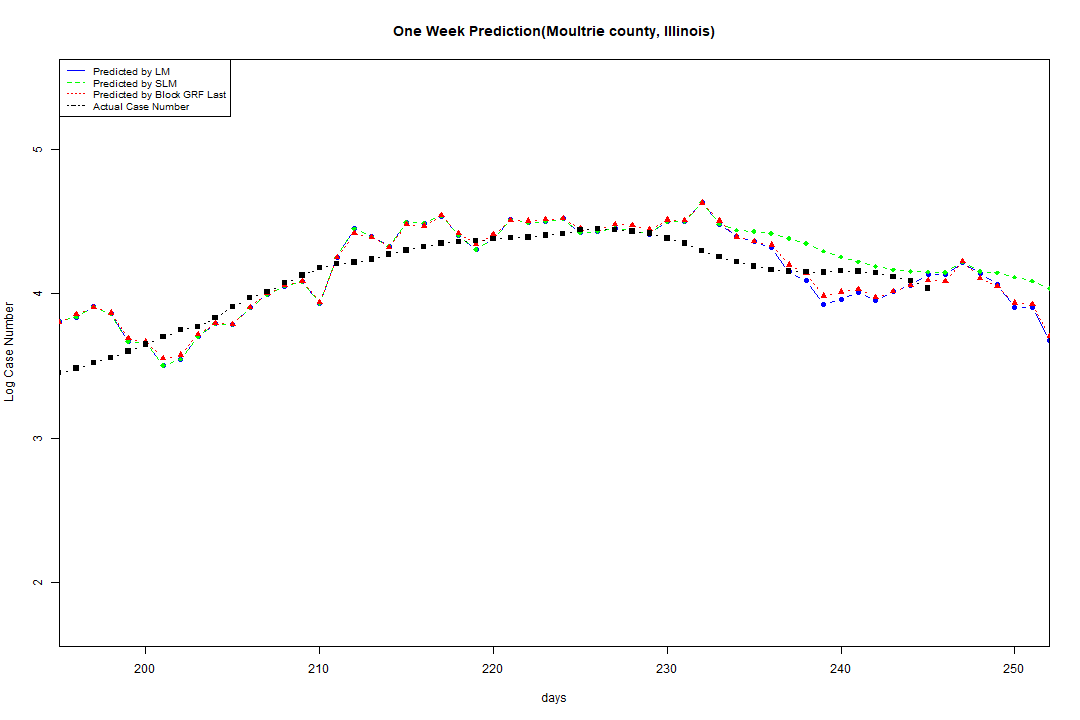 One Week Prediction(Moultrie county, Illinois)
Predicted by LM
Predicted by SLM
Predicted by Block GRF Last
Actual Case Number
Log Case Number
5
4
3
2
200 210 220 230 240 250
days